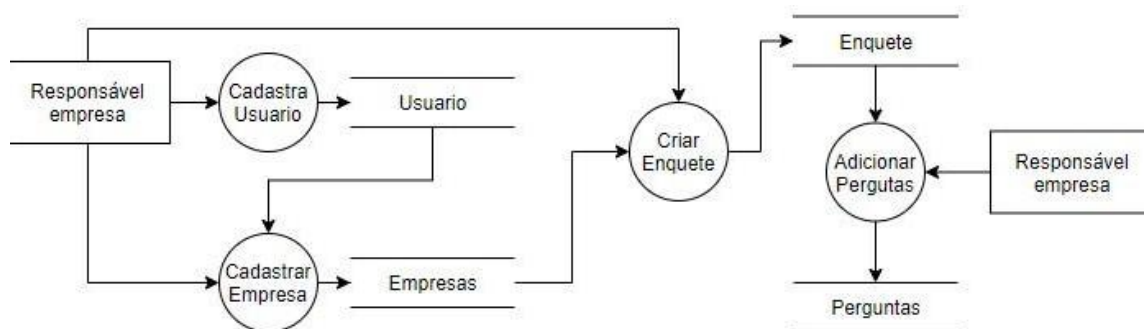 Responsável
empresa
Cadastra
Usuario
Usuario
Cadastrar
Empresa
Empresas
Criar
Enquete
Enquete
Adicionar
Pergutas
Responsável
empresa
Perguntas